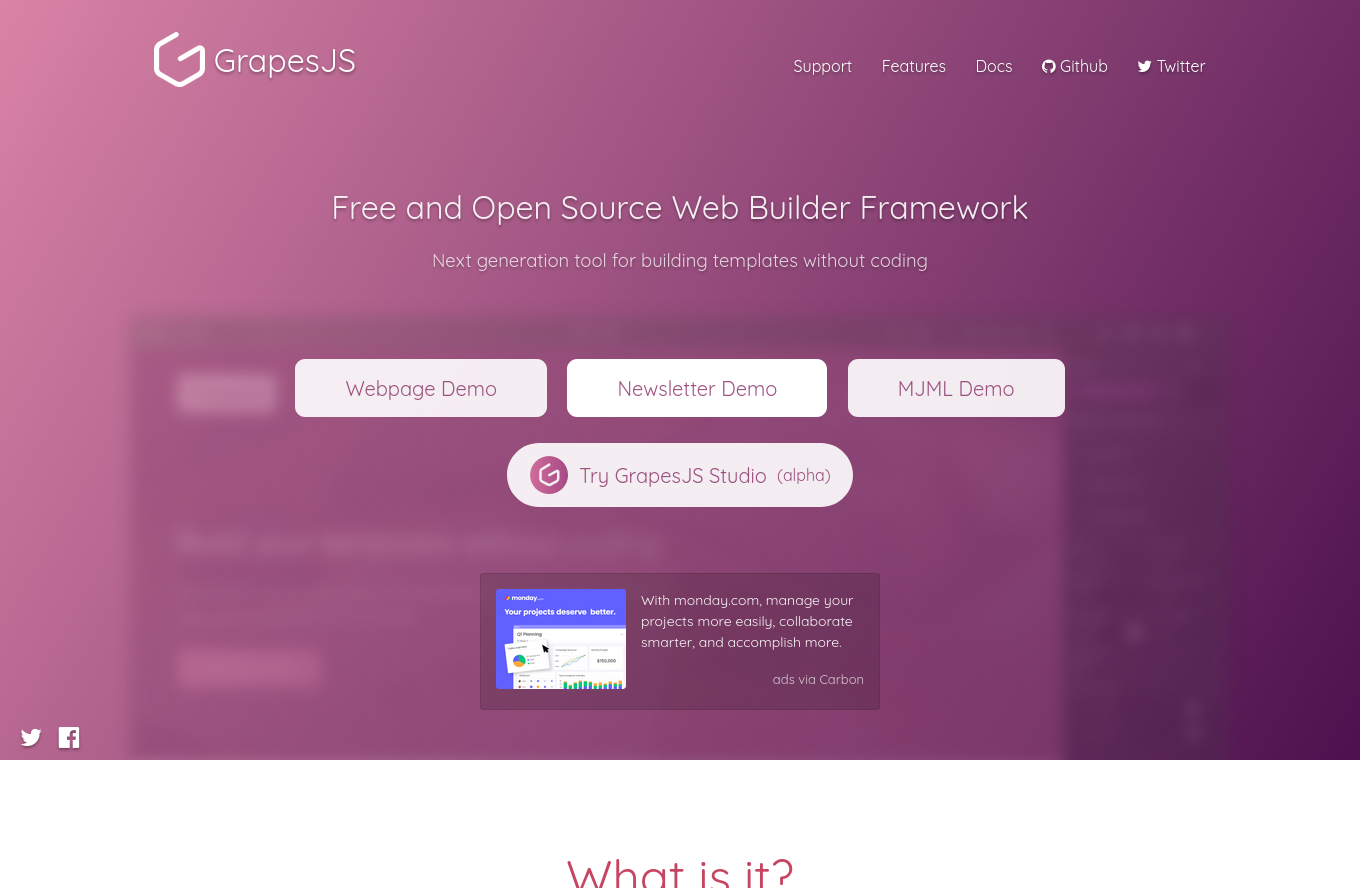 GrapesJS
Support Features Docs Github Twitter
Free and Open Source Web Builder Framework
Next generation tool for building templates without coding
Webpage Demo Newsletter Demo MJML Demo
Try GrapesJS Studio (alpha)
monday.com
Your projects deserve better.
Q1 Planning
$150,000
With monday.com, manage your
projects more easily, collaborate
smarter, and accomplish more.
ads via Carbon
What is it?